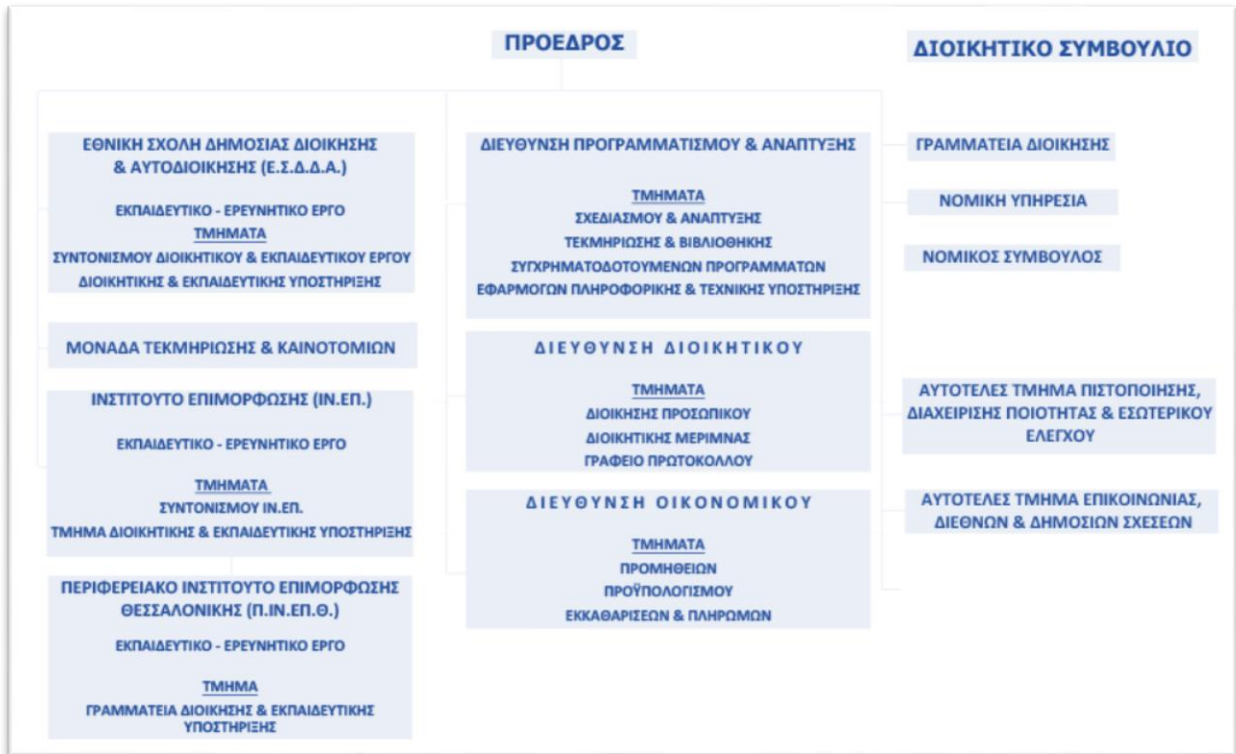 ΠΡΟΕΔΡΟΣ
ΔΙΟΙΚΗΤΙΚΟ ΣΥΜΒΟΥΛΙΟ
ΕΘΝΙΚΗ ΣΧΟΛΗ ΔΗΜΟΣΙΑΣ ΔΙΟΙΚΗΣΗΣ
& ΑΥΤΟΔΙΟΙΚΗΣΗΣ (Ε.Σ.Δ.Δ.Α.)
ΕΚΠΑΙΔΕΥΤΙΚΟ - ΕΡΕΥΝΗΤΙΚΟ ΕΡΓΟ
ΤΜΗΜΑΤΑ
ΣΥΝΤΟΝΙΣΜΟΥ ΔΙΟΙΚΗΤΙΚΟΥ & ΕΚΠΑΙΔΕΥΤΙΚΟΥ ΕΡΓΟΥ
ΔΙΟΙΚΗΤΙΚΗΣ & ΕΚΠΑΙΔΕΥΤΙΚΗΣ ΥΠΟΣΤΗΡΙΞΗΣ
ΜΟΝΑΔΑ ΤΕΚΜΗΡΙΩΣΗΣ & ΚΑΙΝΟΤΟΜΙΩΝ
ΙΝΣΤΙΤΟΥΤΟ ΕΠΙΜΟΡΦΩΣΗΣ (ΙΝ.ΕΠ.)
ΕΚΠΑΙΔΕΥΤΙΚΟ - ΕΡΕΥΝΗΤΙΚΟ ΕΡΓΟ
ΤΜΗΜΑΤΑ
ΣΥΝΤΟΝΙΣΜΟΥ ΙΝ.ΕΠ.
ΤΜΗΜΑ ΔΙΟΙΚΗΤΙΚΗΣ & ΕΚΠΑΙΔΕΥΤΙΚΗΣ ΥΠΟΣΤΗΡΙΞΗΣ
ΠΕΡΙΦΕΡΕΙΑΚΟ ΙΝΣΤΙΤΟΥΤΟ ΕΠΙΜΟΡΦΩΣΗΣ
ΘΕΣΣΑΛΟΝΙΚΗΣ (Π.ΙΝ.ΕΠ.Θ.)
ΕΚΠΑΙΔΕΥΤΙΚΟ - ΕΡΕΥΝΗΤΙΚΟ ΕΡΓΟ
ΤΜΗΜΑ
ΓΡΑΜΜΑΤΕΙΑ ΔΙΟΙΚΗΣΗΣ & ΕΚΠΑΙΔΕΥΤΙΚΗΣ
ΥΠΟΣΤΗΡΙΞΗΣ
ΔΙΕΥΘΥΝΣΗ ΠΡΟΓΡΑΜΜΑΤΙΣΜΟΥ & ΑΝΑΠΤΥΞΗΣ
ΤΜΗΜΑΤΑ
ΣΧΕΔΙΑΣΜΟΥ & ΑΝΑΠΤΥΞΗΣ
ΤΕΚΜΗΡΙΩΣΗΣ & ΒΙΒΛΙΟΘΗΚΗΣ
ΣΥΓΧΡΗΜΑΤΟΔΟΤΟΥΜΕΝΩΝ ΠΡΟΓΡΑΜΜΑΤΩΝ
ΕΦΑΡΜΟΓΩΝ ΠΛΗΡΟΦΟΡΙΚΗΣ & ΤΕΧΝΙΚΗΣ ΥΠΟΣΤΗΡΙΞΗΣ
ΔΙΕΥΘΥΝΣΗ ΔΙΟΙΚΗΤΙΚΟΥ
ΤΜΗΜΑΤΑ
ΔΙΟΙΚΗΣΗΣ ΠΡΟΣΩΠΙΚΟΥ
ΔΙΟΙΚΗΤΙΚΗΣ ΜΕΡΙΜΝΑΣ
ΓΡΑΦΕΙΟ ΠΡΩΤΟΚΟΛΛΟΥ
ΔΙΕΥΘΥΝΣΗ ΟΙΚΟΝΟΜΙΚΟΥ
ΤΜΗΜΑΤΑ
ΠΡΟΜΗΘΕΙΩΝ
ΠΡΟΫΠΟΛΟΓΙΣΜΟΥ
ΕΚΚΑΘΑΡΙΣΕΩΝ & ΠΛΗΡΩΜΩΝ
ΓΡΑΜΜΑΤΕΙΑ ΔΙΟΙΚΗΣΗΣ
ΝΟΜΙΚΗ ΥΠΗΡΕΣΙΑ
ΝΟΜΙΚΟΣ ΣΥΜΒΟΥΛΟΣ
ΑΥΤΟΤΕΛΕΣ ΤΜΗΜΑ ΠΙΣΤΟΠΟΙΗΣΗΣ,
ΔΙΑΧΕΙΡΙΣΗΣ ΠΟΙΟΤΗΤΑΣ & ΕΣΩΤΕΡΙΚΟΥ
ΕΛΕΓΧΟΥ
ΑΥΤΟΤΕΛΕΣ ΤΜΗΜΑ ΕΠΙΚΟΙΝΩΝΙΑΣ,
ΔΙΕΘΝΩΝ & ΔΗΜΟΣΙΩΝ ΣΧΕΣΕΩΝ